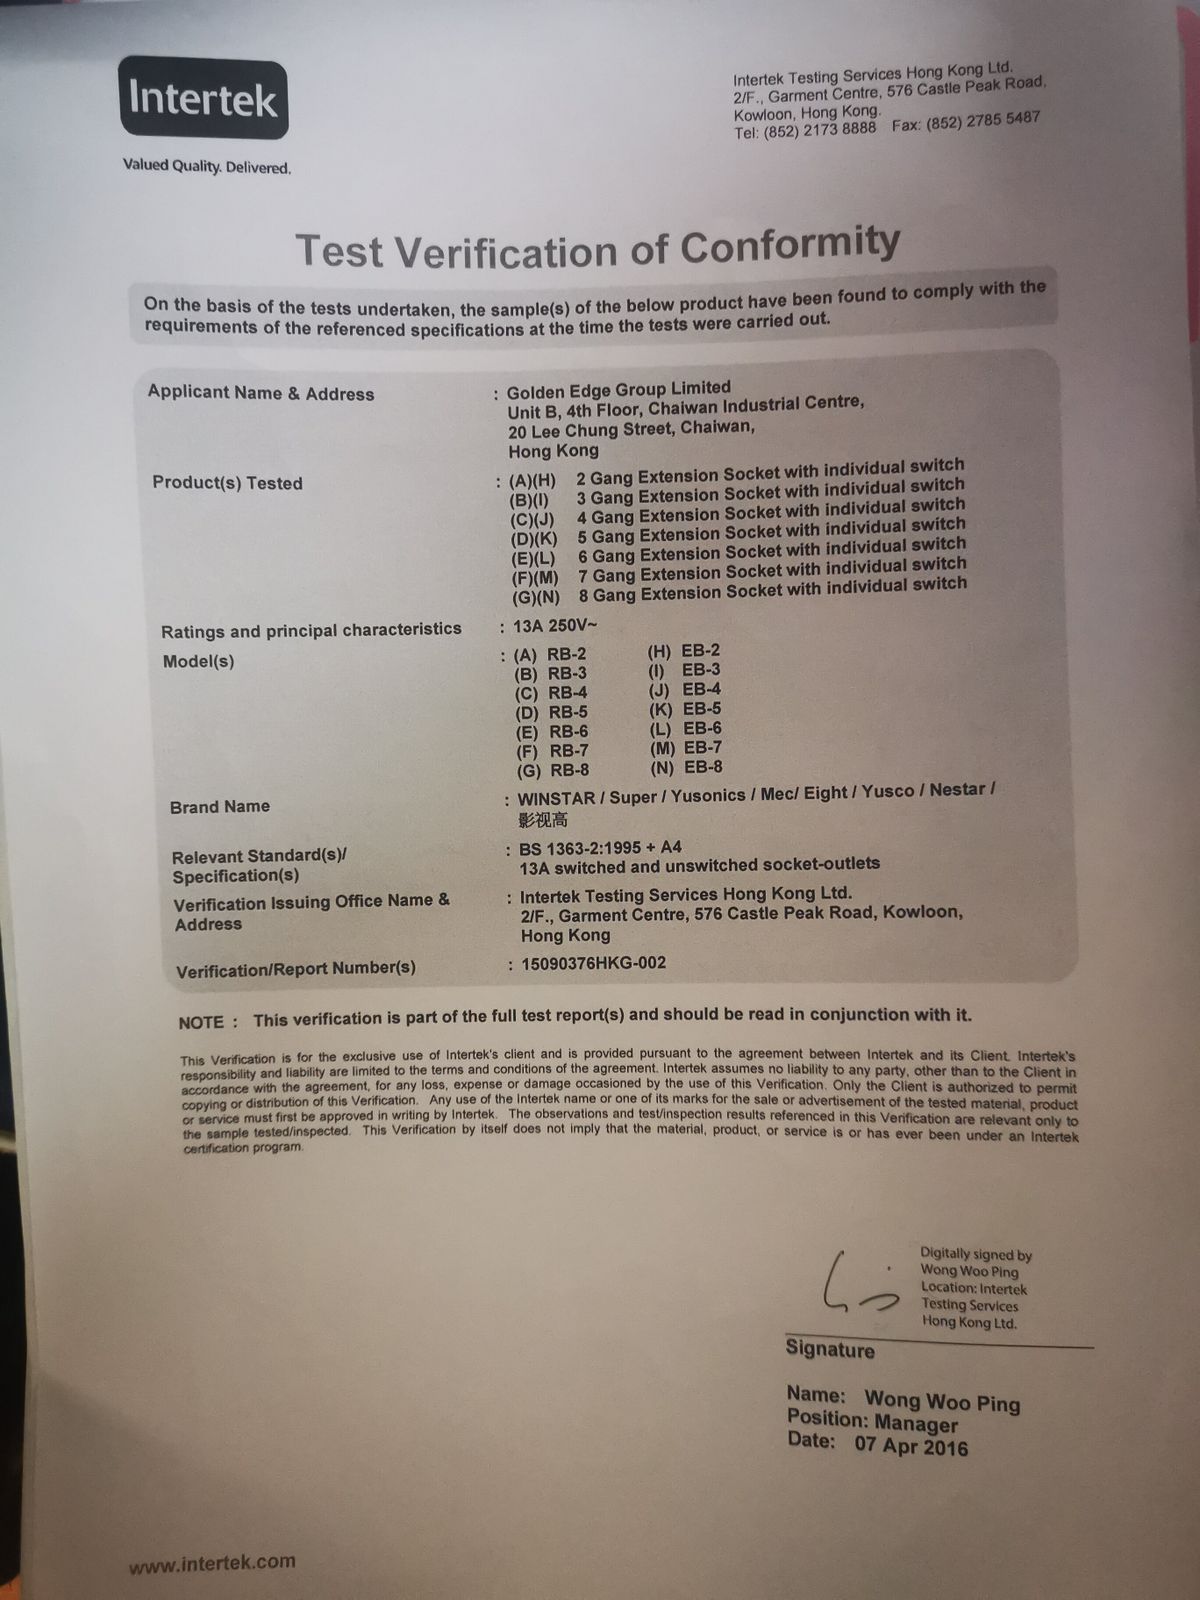 Intertek
Valued Quality. Delivered.
Intertek Testing Services Hong Kong Ltd.
2/F., Garment Centre, 576 Castle Peak Road,
Kowloon, Hong Kong.
Tel: (852) 2173 8888 Fax: (852) 2785 5487
Test Verification of Conformity
On the basis of the tests undertaken, the sample(s) of the below product have been found to comply with the
requirements of the referenced specifications at the time the tests were carried out.
Applicant Name & Address : Golden Edge Group Limited
Unit B, 4th Floor, Chaiwan Industrial Centre,
20 Lee Chung Street, Chaiwan,
Hong Kong
Product(s) Tested : (A)(H) 2 Gang Extension Socket with individual switch
(B)(I) 3 Gang Extension Socket with individual switch
(C)(J) 4 Gang Extension Socket with individual switch
(D)(K) 5 Gang Extension Socket with individual switch
(E)(L) 6 Gang Extension Socket with individual switch
(F)(M) 7 Gang Extension Socket with individual switch
(G)(N) 8 Gang Extension Socket with individual switch
Ratings and principal characteristics : 13A 250V~
Model(s) : (A) RB-2 (H) EB-2
(B) RB-3 (I) EB-3
(C) RB-4 (J) EB-4
(D) RB-5 (K) EB-5
(E) RB-6 (L) EB-6
(F) RB-7 (M) EB-7
(G) RB-8 (N) EB-8
Brand Name : WINSTAR / Super / Yusonics / Mec/ Eight / Yusco / Nestar /
影视高
Relevant Standard(s)/ : BS 1363-2:1995 + A4
Specification(s) 13A switched and unswitched socket-outlets
Verification Issuing Office Name & : Intertek Testing Services Hong Kong Ltd.
Address 2/F., Garment Centre, 576 Castle Peak Road, Kowloon,
Hong Kong
Verification/Report Number(s) : 15090376HKG-002
NOTE : This verification is part of the full test report(s) and should be read in conjunction with it.
This Verification is for the exclusive use of Intertek's client and is provided pursuant to the agreement between Intertek and its Client. Intertek's
responsibility and liability are limited to the terms and conditions of the agreement. Intertek assumes no liability to any party, other than to the Client in
accordance with the agreement, for any loss, expense or damage occasioned by the use of this Verification. Only the Client is authorized to permit
copying or distribution of this Verification. Any use of the Intertek name or one of its marks for the sale or advertisement of the tested material, product
or service must first be approved in writing by Intertek. The observations and test/inspection results referenced in this Verification are relevant only to
the sample tested/inspected. This Verification by itself does not imply that the material, product, or service is or has ever been under an Intertek
certification program.
Digitally signed by
Wong Woo Ping
Location: Intertek
Testing Services
Hong Kong Ltd.
Signature
Name: Wong Woo Ping
Position: Manager
Date: 07 Apr 2016
www.intertek.com